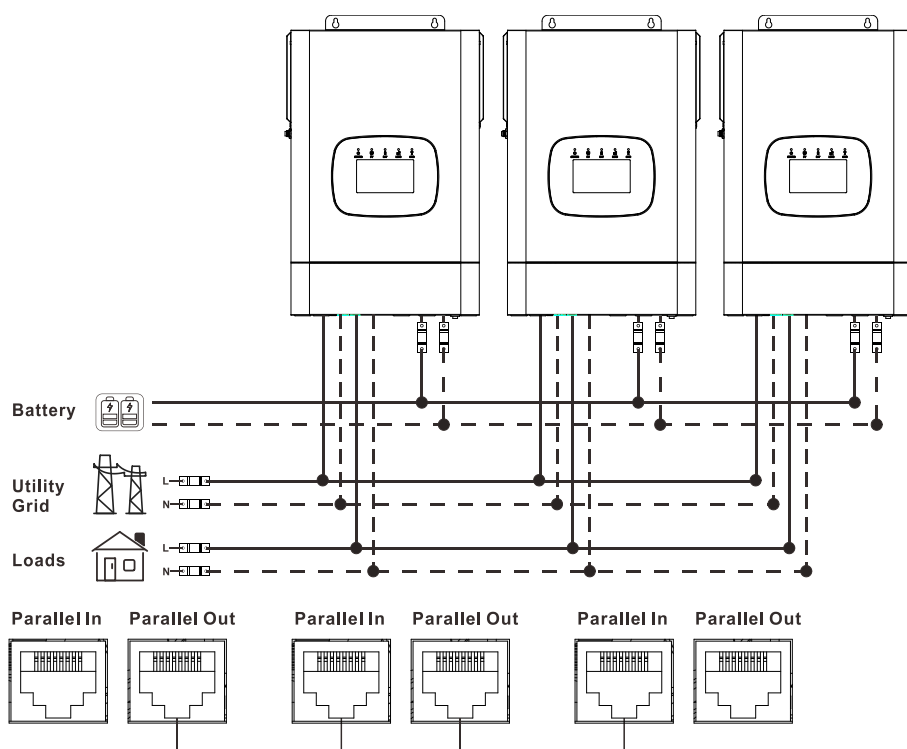 Battery
Utility
Grid
L
N
Loads
L
N
Parallel In
Parallel Out
Parallel In
Parallel Out
Parallel In
Parallel Out